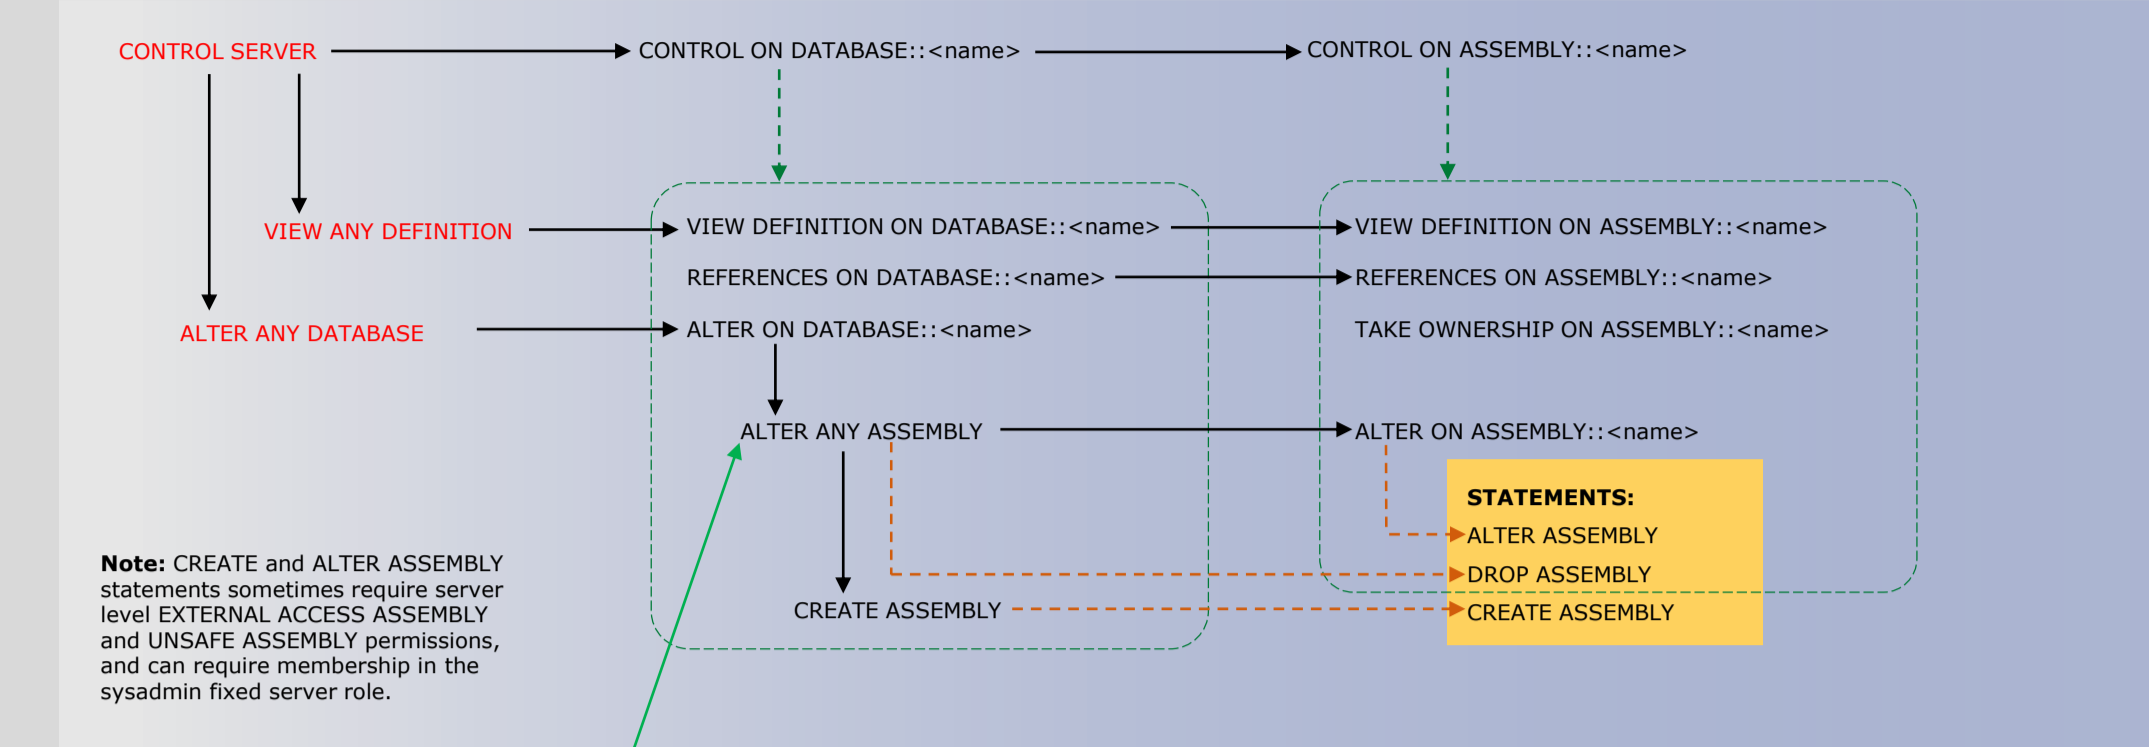 CONTROL SERVER
CONTROL ON DATABASE::<name>
CONTROL ON ASSEMBLY::<name>
VIEW ANY DEFINITION
VIEW DEFINITION ON DATABASE::<name>
VIEW DEFINITION ON ASSEMBLY::<name>
REFERENCES ON DATABASE::<name>
REFERENCES ON ASSEMBLY::<name>
ALTER ANY DATABASE
ALTER ON DATABASE::<name>
TAKE OWNERSHIP ON ASSEMBLY::<name>
ALTER ANY ASSEMBLY
ALTER ON ASSEMBLY::<name>
STATEMENTS:
ALTER ASSEMBLY
DROP ASSEMBLY
CREATE ASSEMBLY
CREATE ASSEMBLY
Note: CREATE and ALTER ASSEMBLY
statements sometimes require server
level EXTERNAL ACCESS ASSEMBLY
and UNSAFE ASSEMBLY permissions,
and can require membership in the
sysadmin fixed server role.